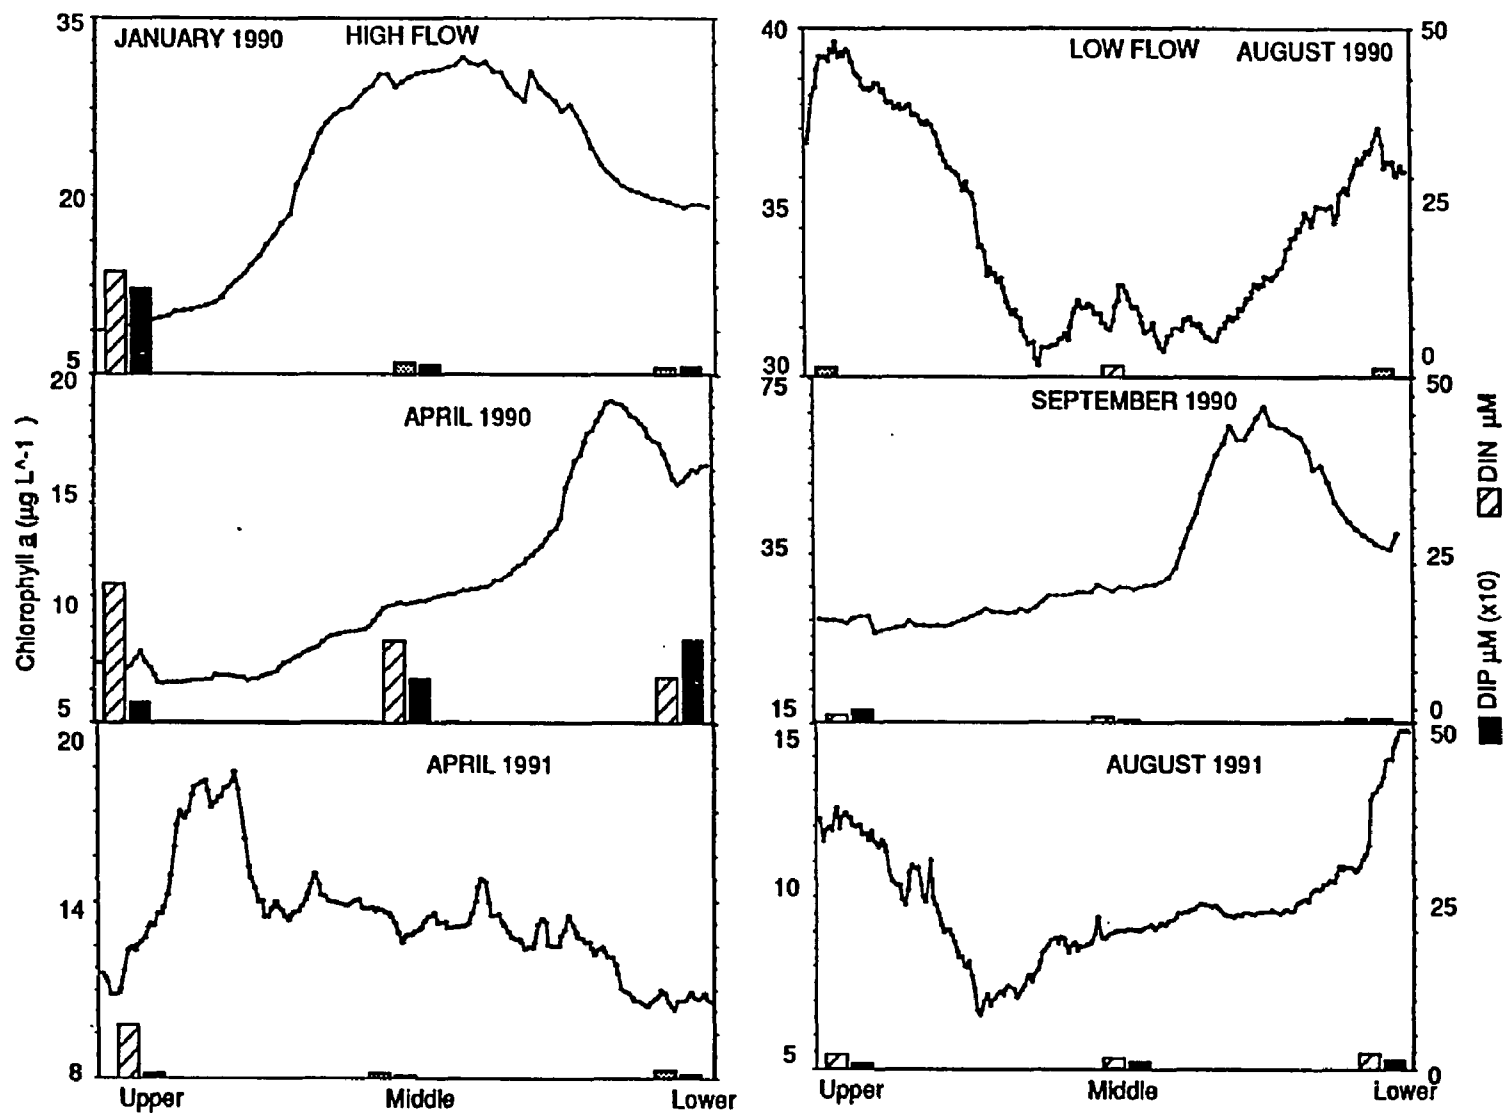 35
JANUARY 1990 HIGH FLOW
20
5
40
LOW FLOW AUGUST 1990
50
35
25
30
0
20
APRIL 1990
15
10
5
75
SEPTEMBER 1990
50
35
25
15
0
20
APRIL 1991
14
8
15
AUGUST 1991
50
10
25
5
0
Upper Middle Lower
Upper Middle Lower
Chlorophyll a (µg L^-1 )
DIP µM (x10) DIN µM